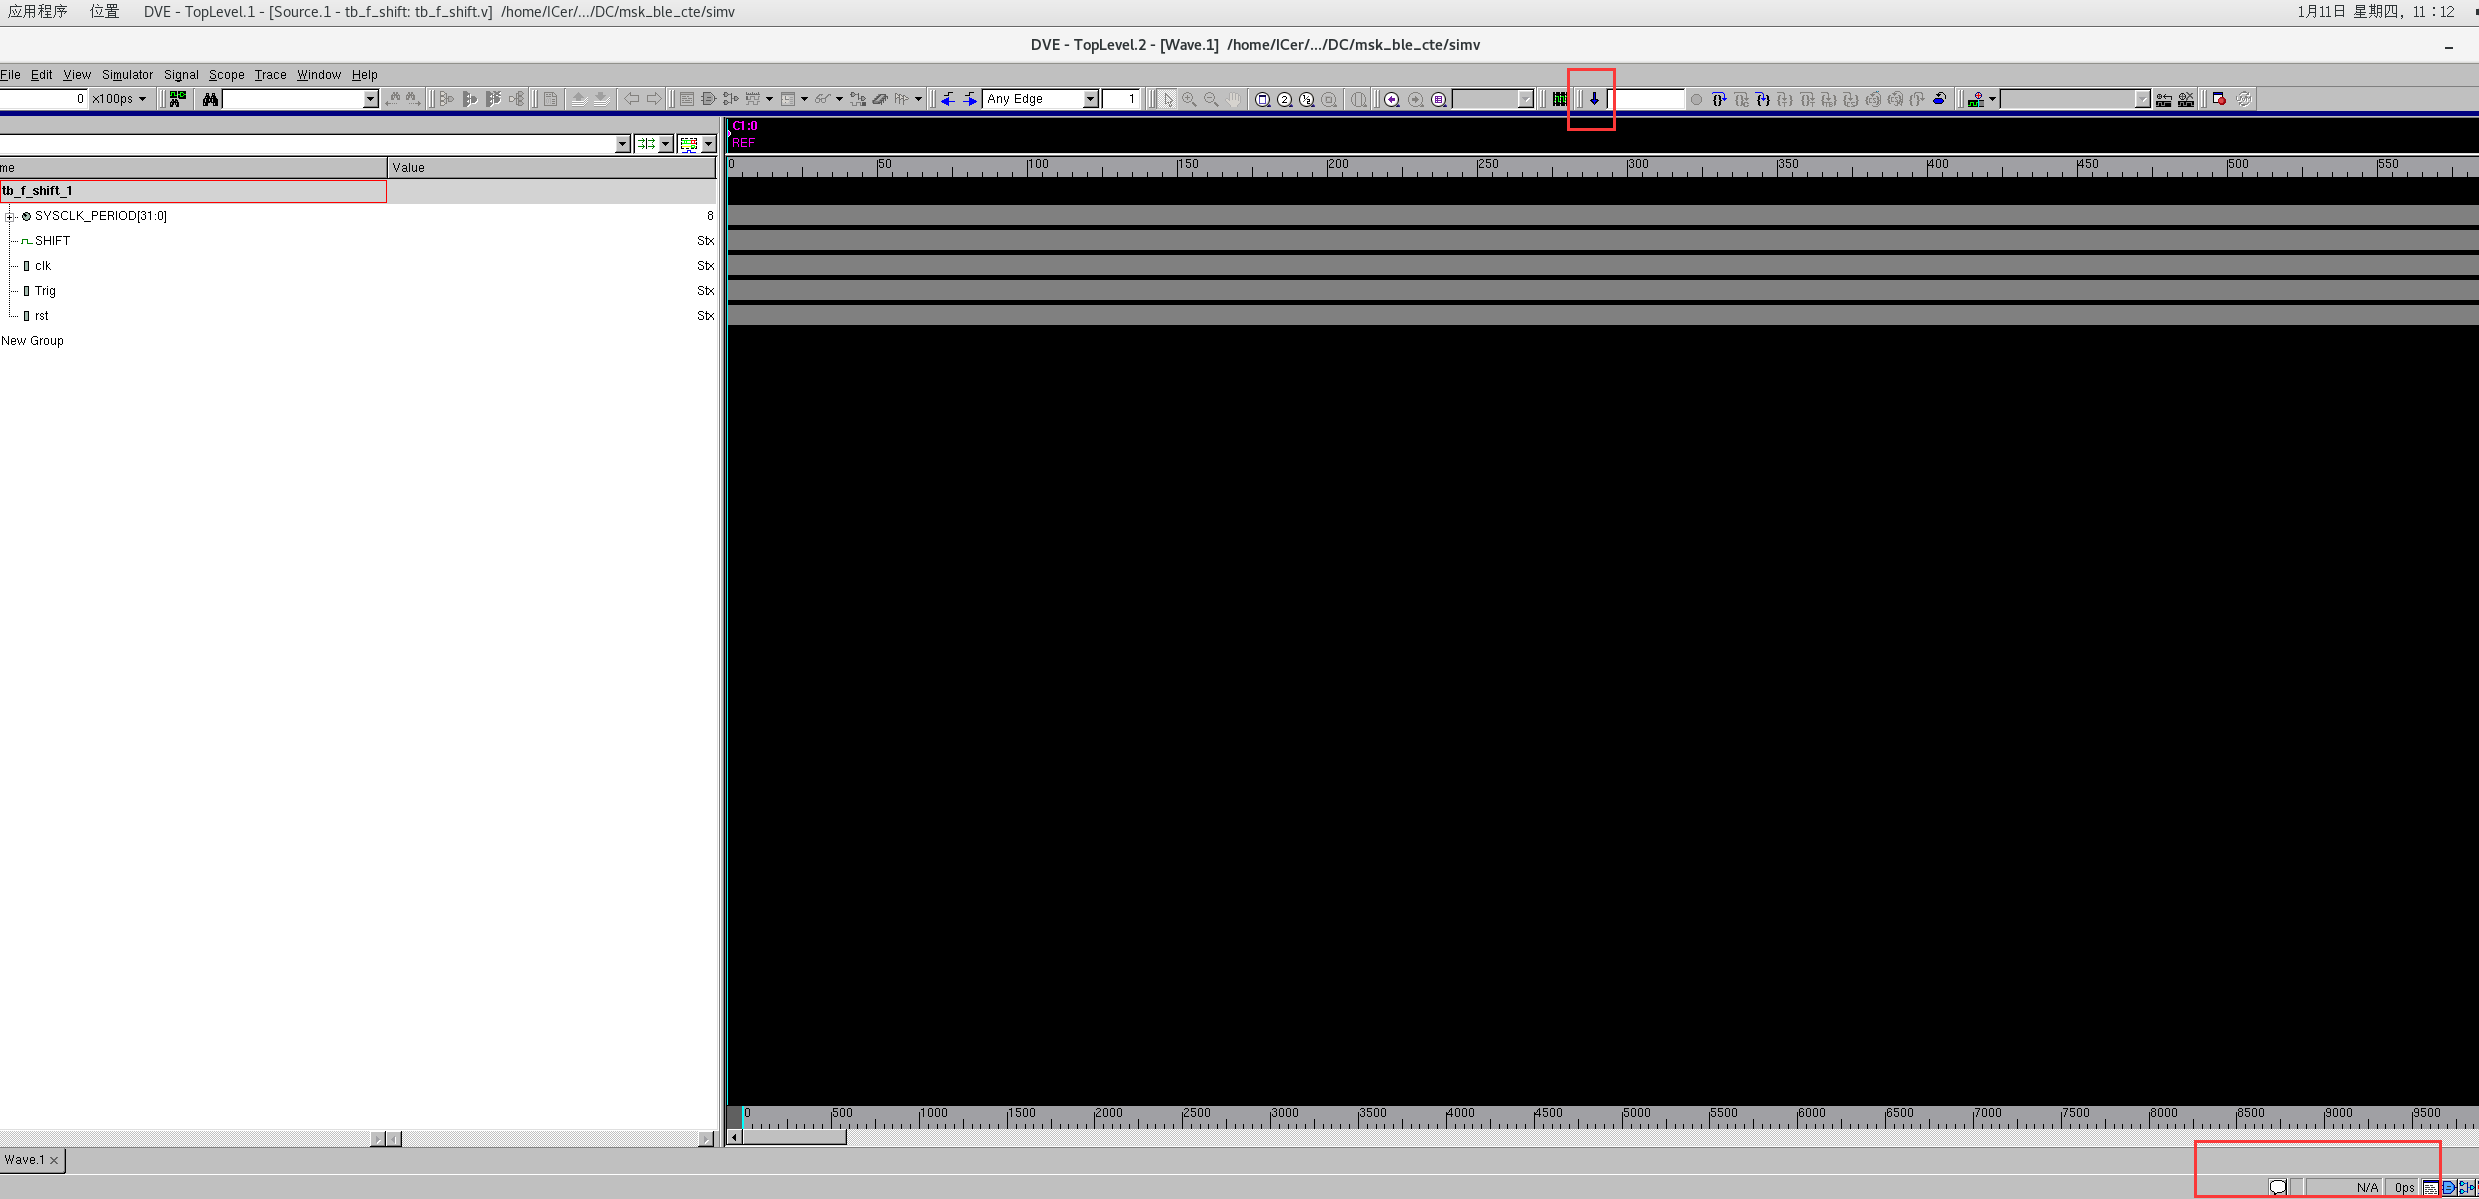 应用程序 位置 DVE - TopLevel.1 - [Source.1 - tb_f_shift: tb_f_shift.v] /home/ICer/.../DC/msk_ble_cte/simv 1月11日 星期四, 11:12
DVE - TopLevel.2 - [Wave.1] /home/ICer/.../DC/msk_ble_cte/simv
File Edit View Simulator Signal Scope Trace Window Help
0 x100ps Any Edge 1
C1:0
REF
me Value
0 50 100 150 200 250 300 350 400 450 500 550
tb_f_shift_1
SYSCLK_PERIOD[31:0] 8
SHIFT Stx
clk Stx
Trig Stx
rst Stx
New Group
0 500 1000 1500 2000 2500 3000 3500 4000 4500 5000 5500 6000 6500 7000 7500 8000 8500 9000 9500
Wave.1
N/A 0ps